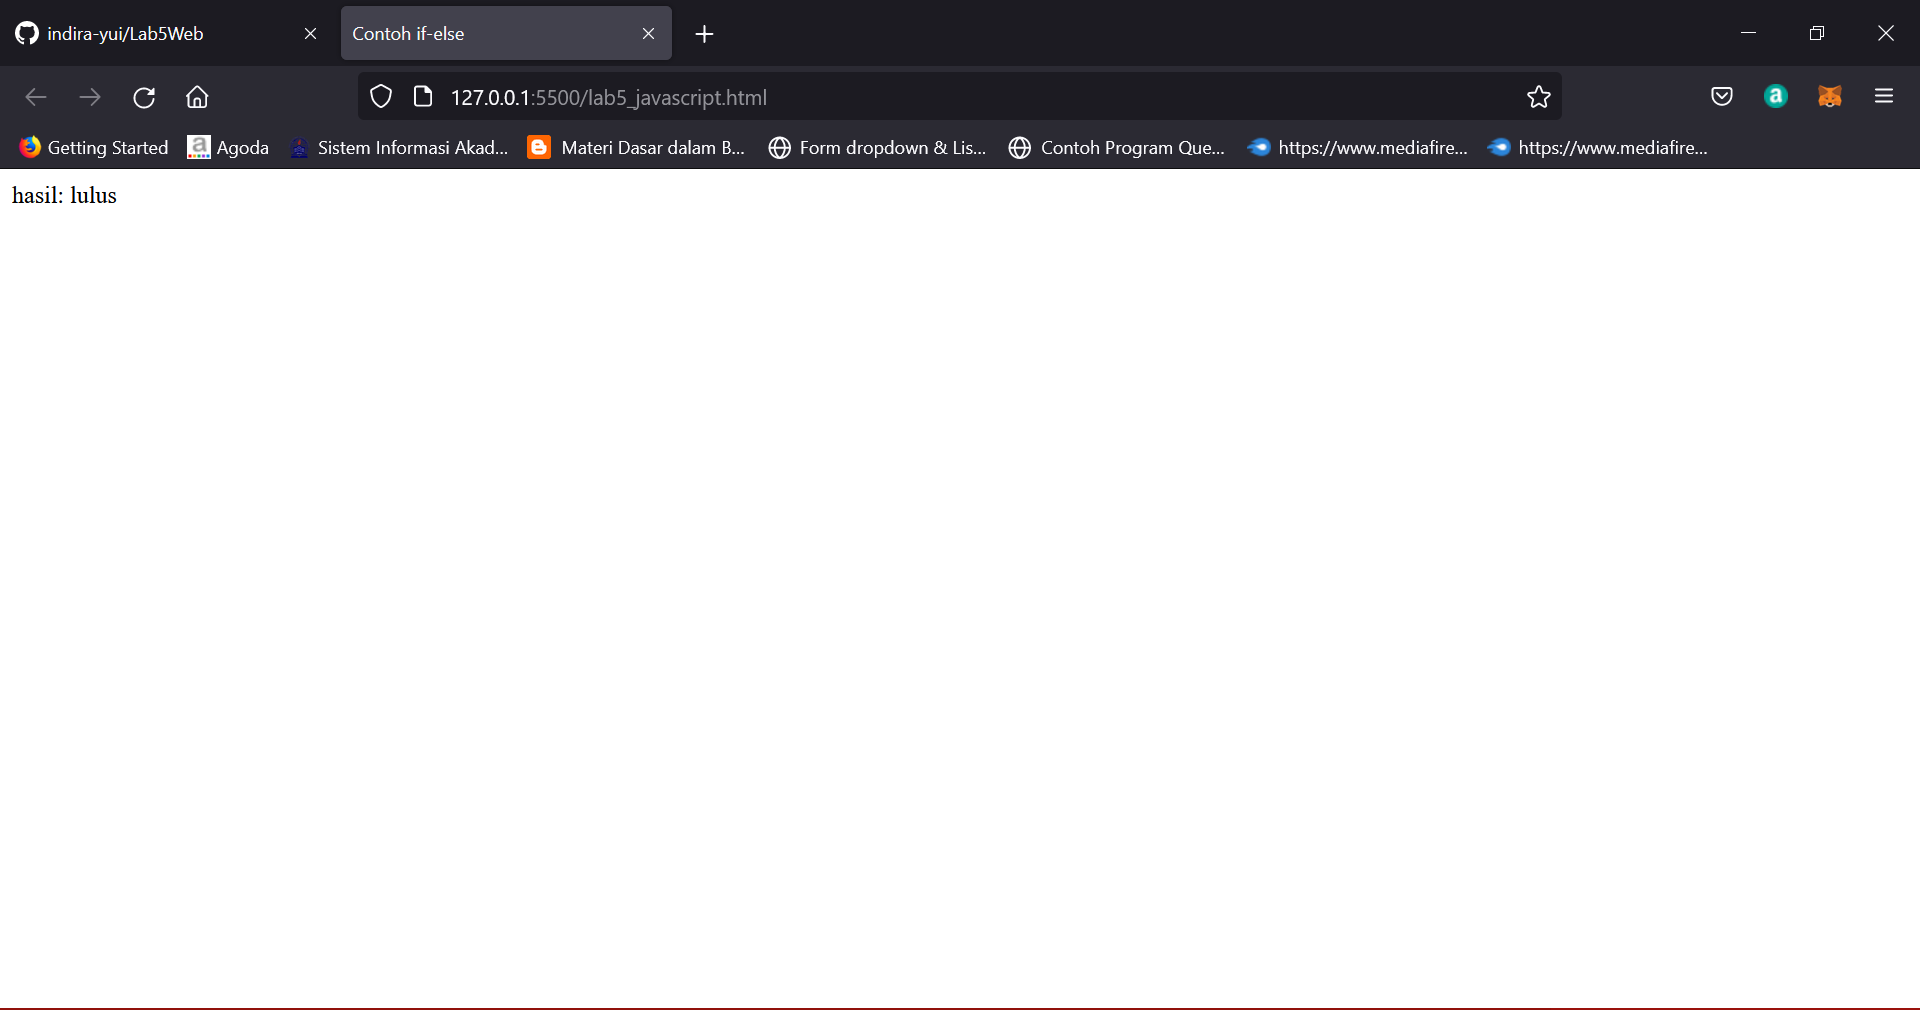 indira-yui/Lab5Web
Contoh if-else
127.0.0.1:5500/lab5_javascript.html
Getting Started
Agoda
Sistem Informasi Akad...
Materi Dasar dalam B...
Form dropdown & Lis...
Contoh Program Que...
https://www.mediafire...
https://www.mediafire...
hasil: lulus